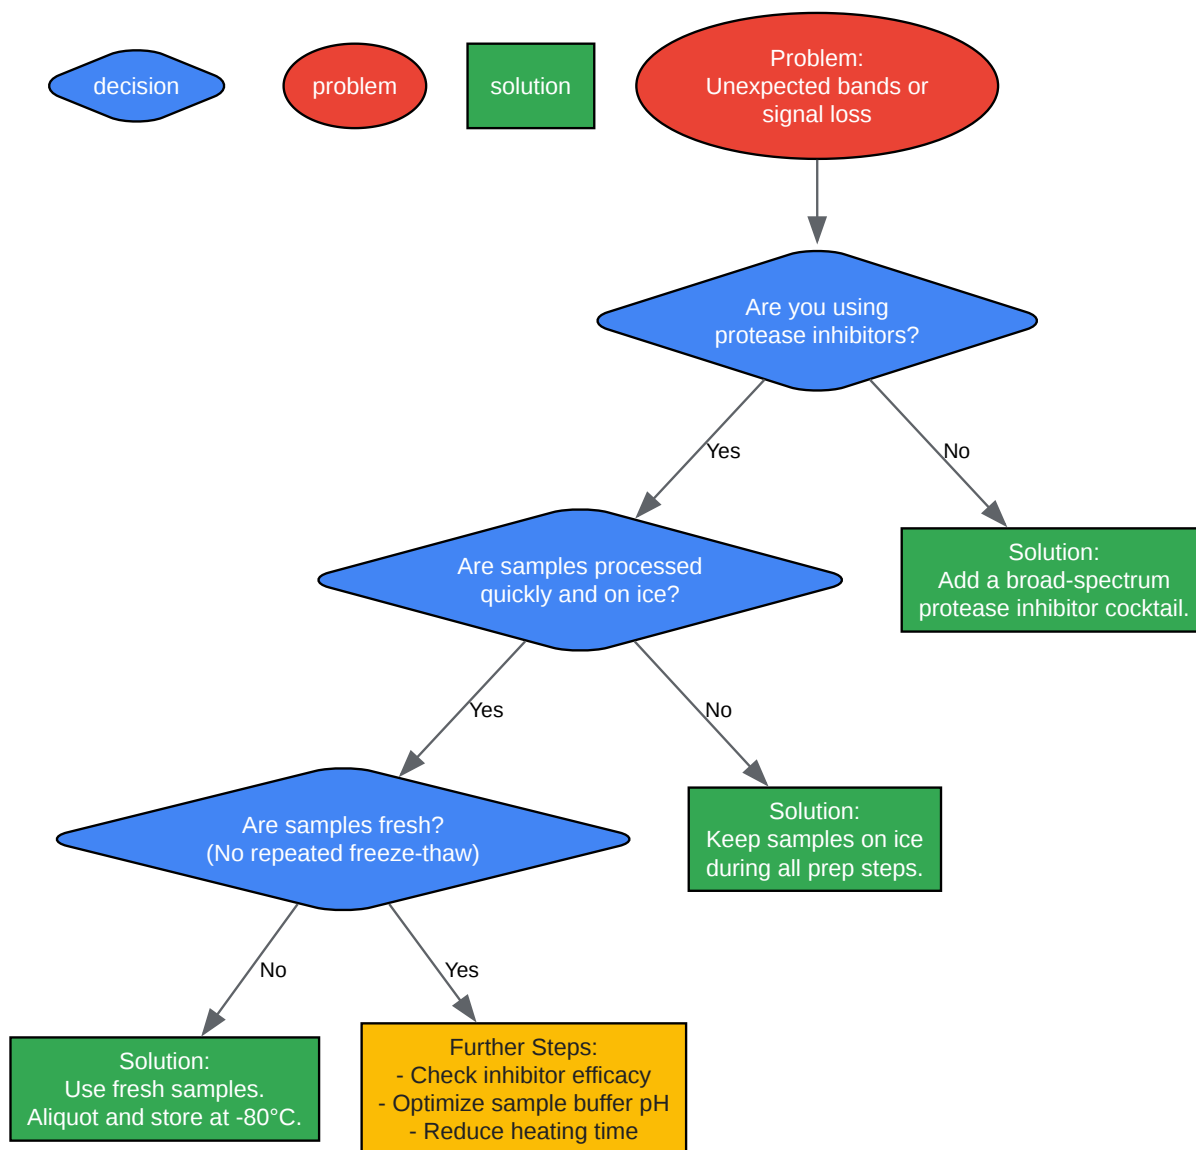 decision
problem
solution
Problem:
Unexpected bands or
signal loss
Are you using
protease inhibitors?
Yes
No
Are samples processed
quickly and on ice?
Solution:
Add a broad-spectrum
protease inhibitor cocktail.
Yes
No
Are samples fresh?
(No repeated freeze-thaw)
Solution:
Keep samples on ice
during all prep steps.
No
Yes
Solution:
Use fresh samples.
Aliquot and store at -80°C.
Further Steps:
- Check inhibitor efficacy
- Optimize sample buffer pH
- Reduce heating time